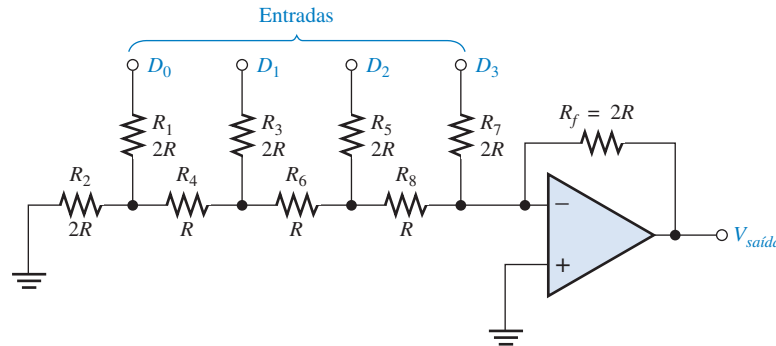 Entradas
D0 D1 D2 D3
R1 R3 R5 R7
2R 2R 2R 2R
Rf = 2R
R2 R4 R6 R8
2R R R R
−
+
Vsaída